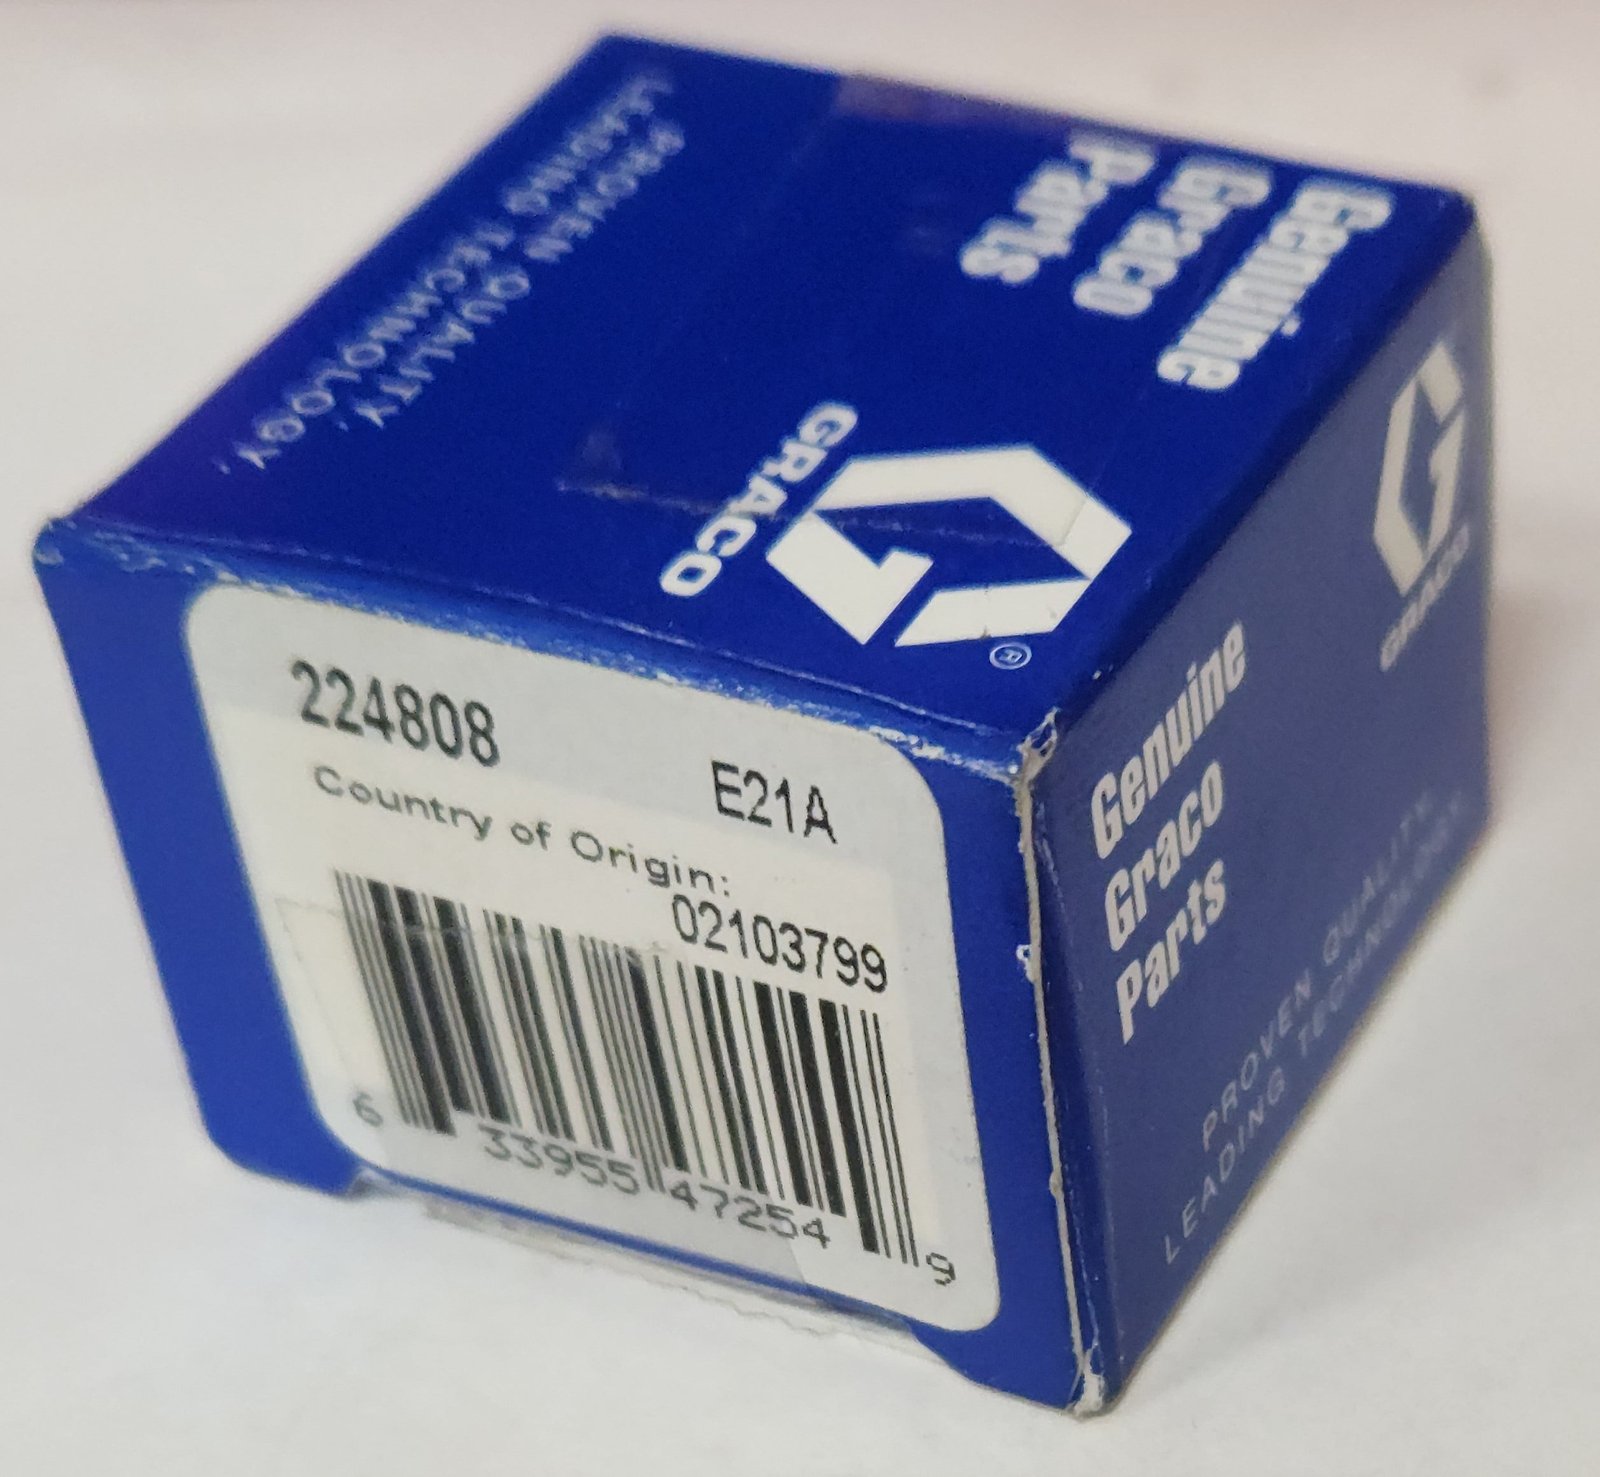 Genuine
Graco
Parts
GRACO
®
PROVEN QUALITY.
LEADING TECHNOLOGY.
224808
E21A
Country of Origin:
02103799
6 33955 47254 9
GRACO
Genuine
Graco
Parts
PROVEN QUALITY.
LEADING TECHNOLOGY.